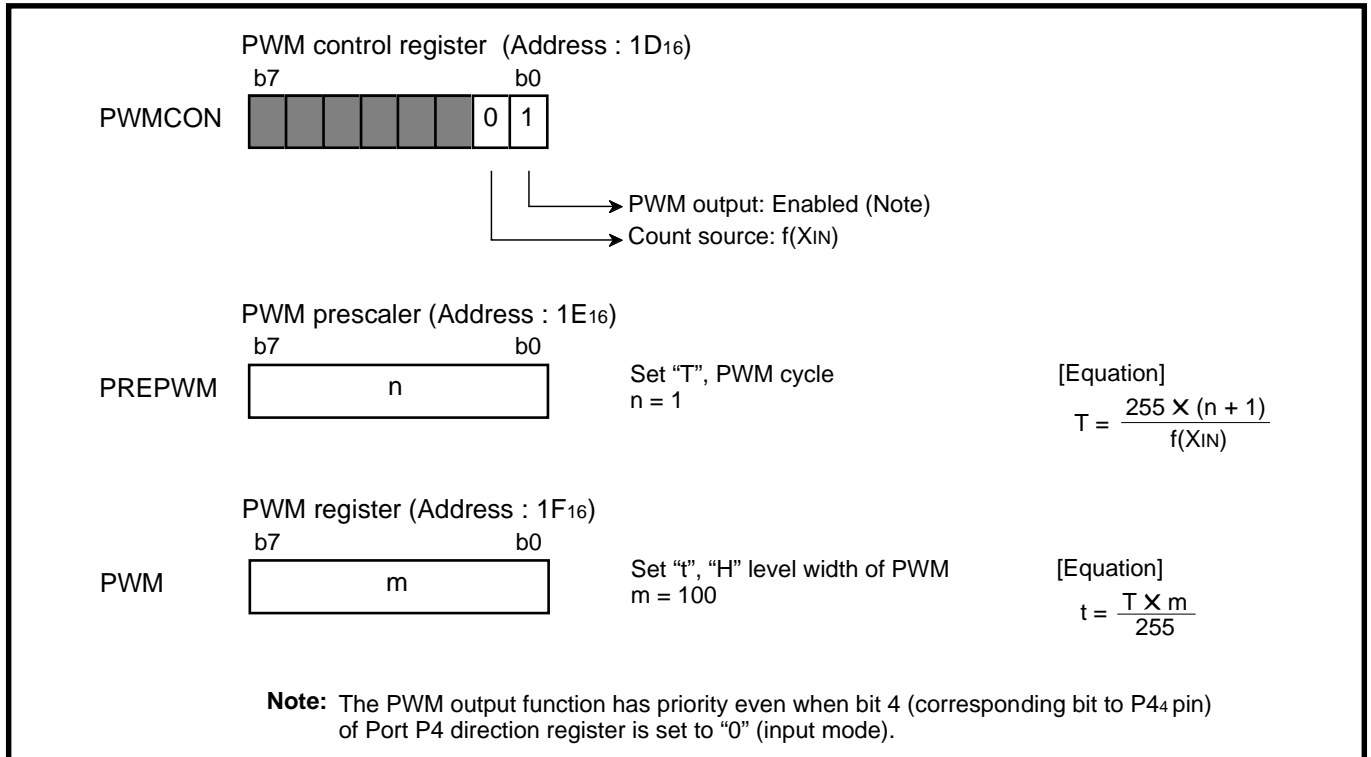 PWM control register (Address : 1D16)
b7 b0
PWMCON 0 1
PWM output: Enabled (Note)
Count source: f(XIN)
PWM prescaler (Address : 1E16)
b7 b0
PREPWM n
Set “T”, PWM cycle
n = 1
[Equation]
T = 255 X (n + 1)
f(XIN)
PWM register (Address : 1F16)
b7 b0
PWM m
Set “t”, “H” level width of PWM
m = 100
[Equation]
t = T X m
255
Note: The PWM output function has priority even when bit 4 (corresponding bit to P44 pin)
of Port P4 direction register is set to “0” (input mode).